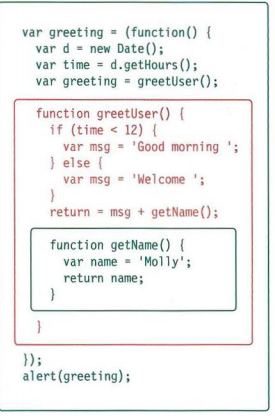 var greeting = (function() {
  var d = new Date();
  var time = d.getHours();
  var greeting = greetUser();
  function greetUser() {
    if (time < 12) {
      var msg = 'Good morning ';
    } else {
      var msg = 'Welcome ';
    }
    return = msg + getName();
    function getName() {
      var name = 'Molly';
      return name;
    }
  }
});
alert(greeting);